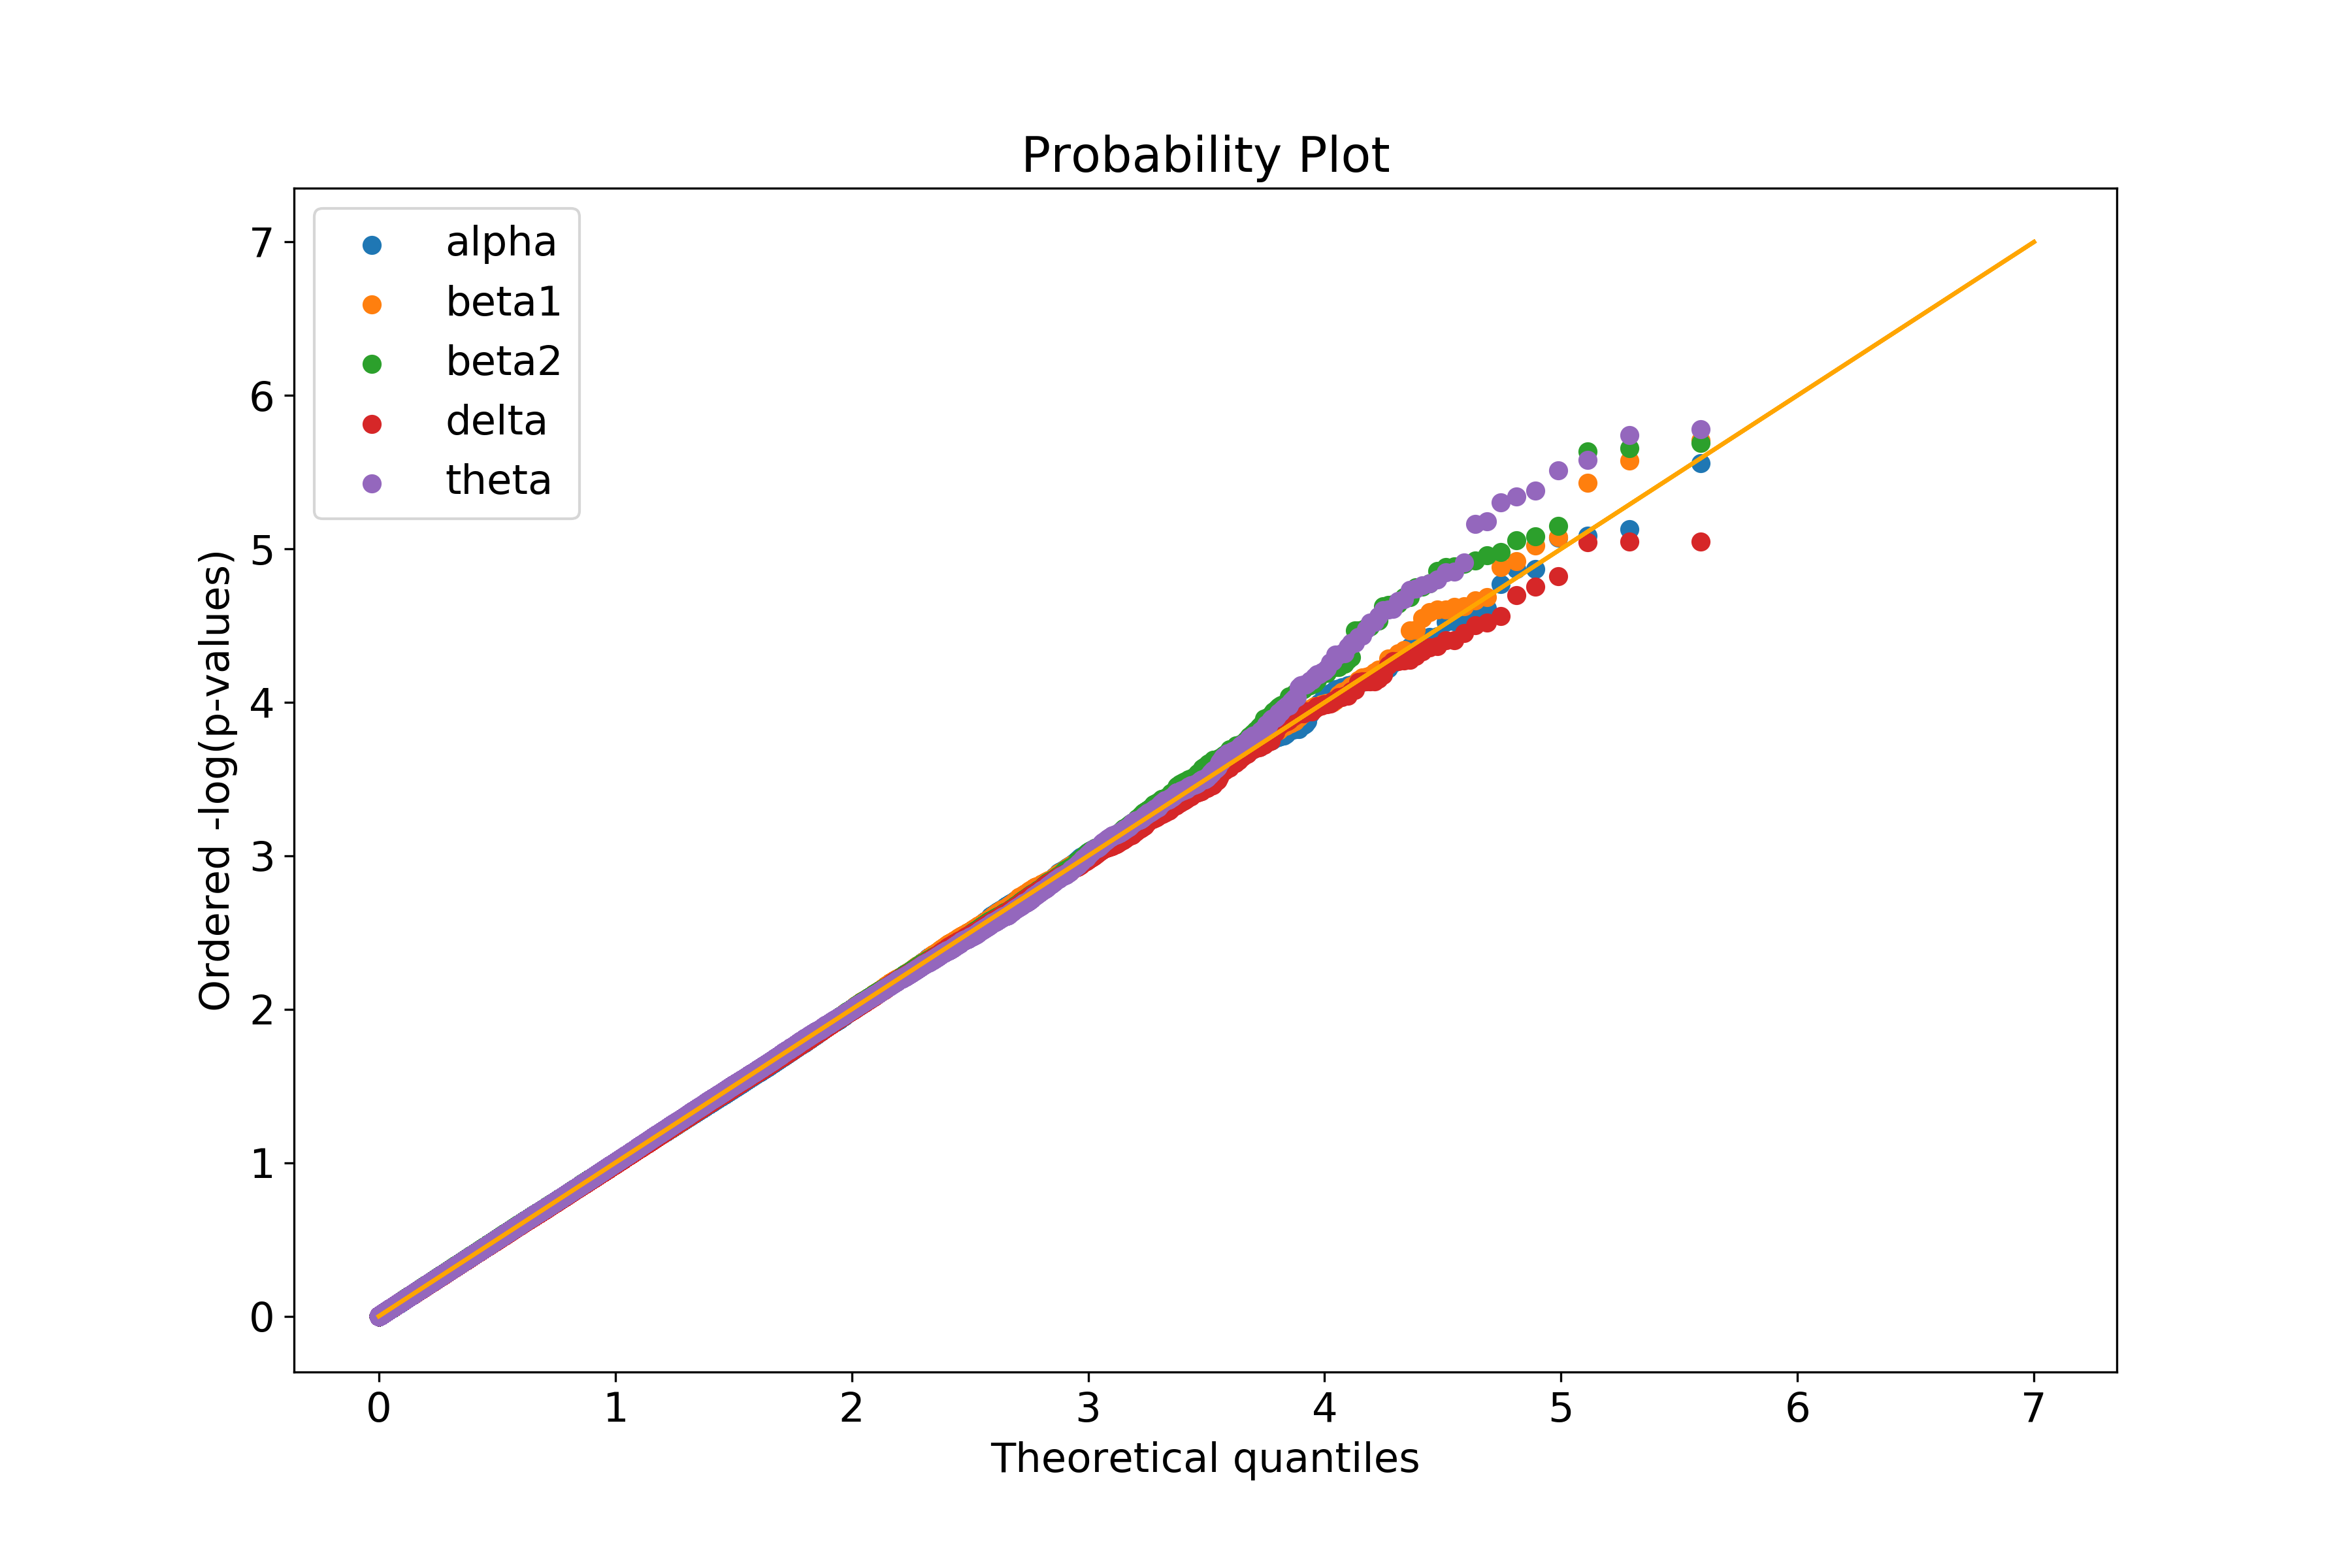 Probability Plot
alpha
beta1
beta2
delta
theta
Ordered -log(p-values)
7
6
5
4
3
2
1
0
0 1 2 3 4 5 6 7
Theoretical quantiles